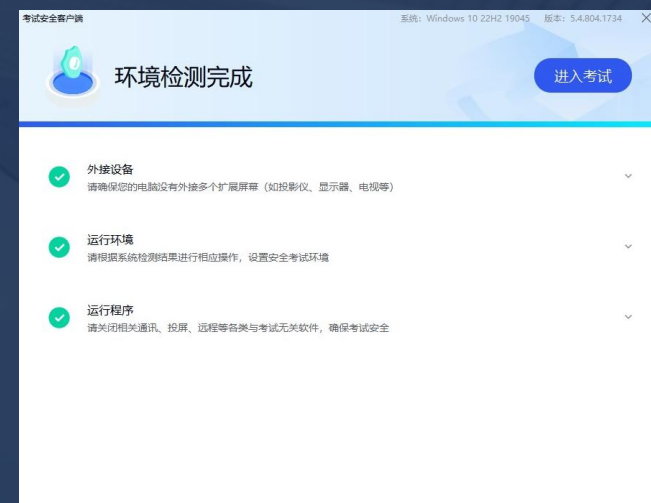 考试安全客户端
系统：Windows 10 22H2 19045 版本：5.4.804.1734
环境检测完成
进入考试
外接设备
请确保您的电脑没有外接多个扩展屏幕（如投影仪、显示器、电视等）
运行环境
请根据系统检测结果进行相应操作，设置安全考试环境
运行程序
请关闭相关通讯、投屏、远程等各类与考试无关软件，确保考试安全